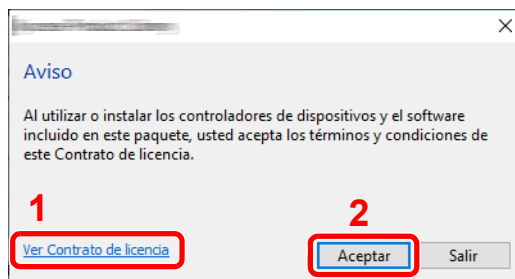 Aviso
Al utilizar o instalar los controladores de dispositivos y el software
incluido en este paquete, usted acepta los términos y condiciones de
este Contrato de licencia.
1
2
Ver Contrato de licencia
Aceptar
Salir